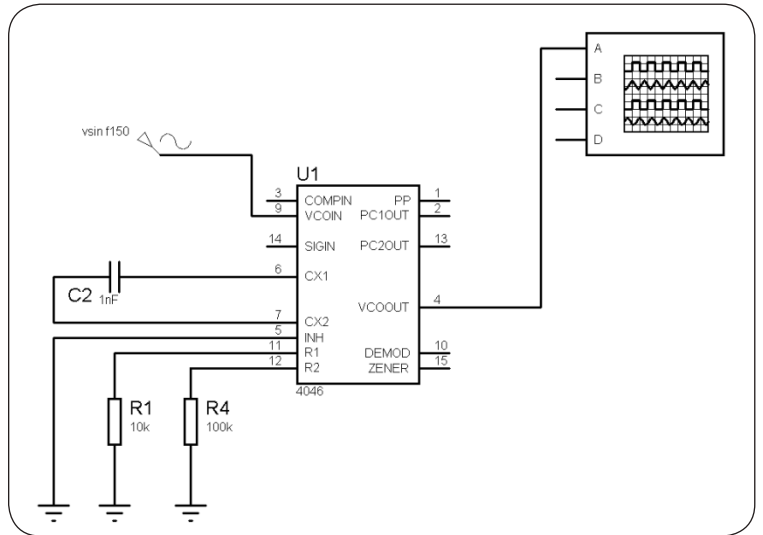 A
B
C
D
vsin f150
U1
3 COMPIN PP 1
9 VCOIN PC1OUT 2
14 SIGIN PC2OUT 13
6 CX1
C2 1nF
VCOOUT 4
7 CX2
5 INH
11 R1 DEMOD 10
12 R2 ZENER 15
4046
R1
10k
R4
100k